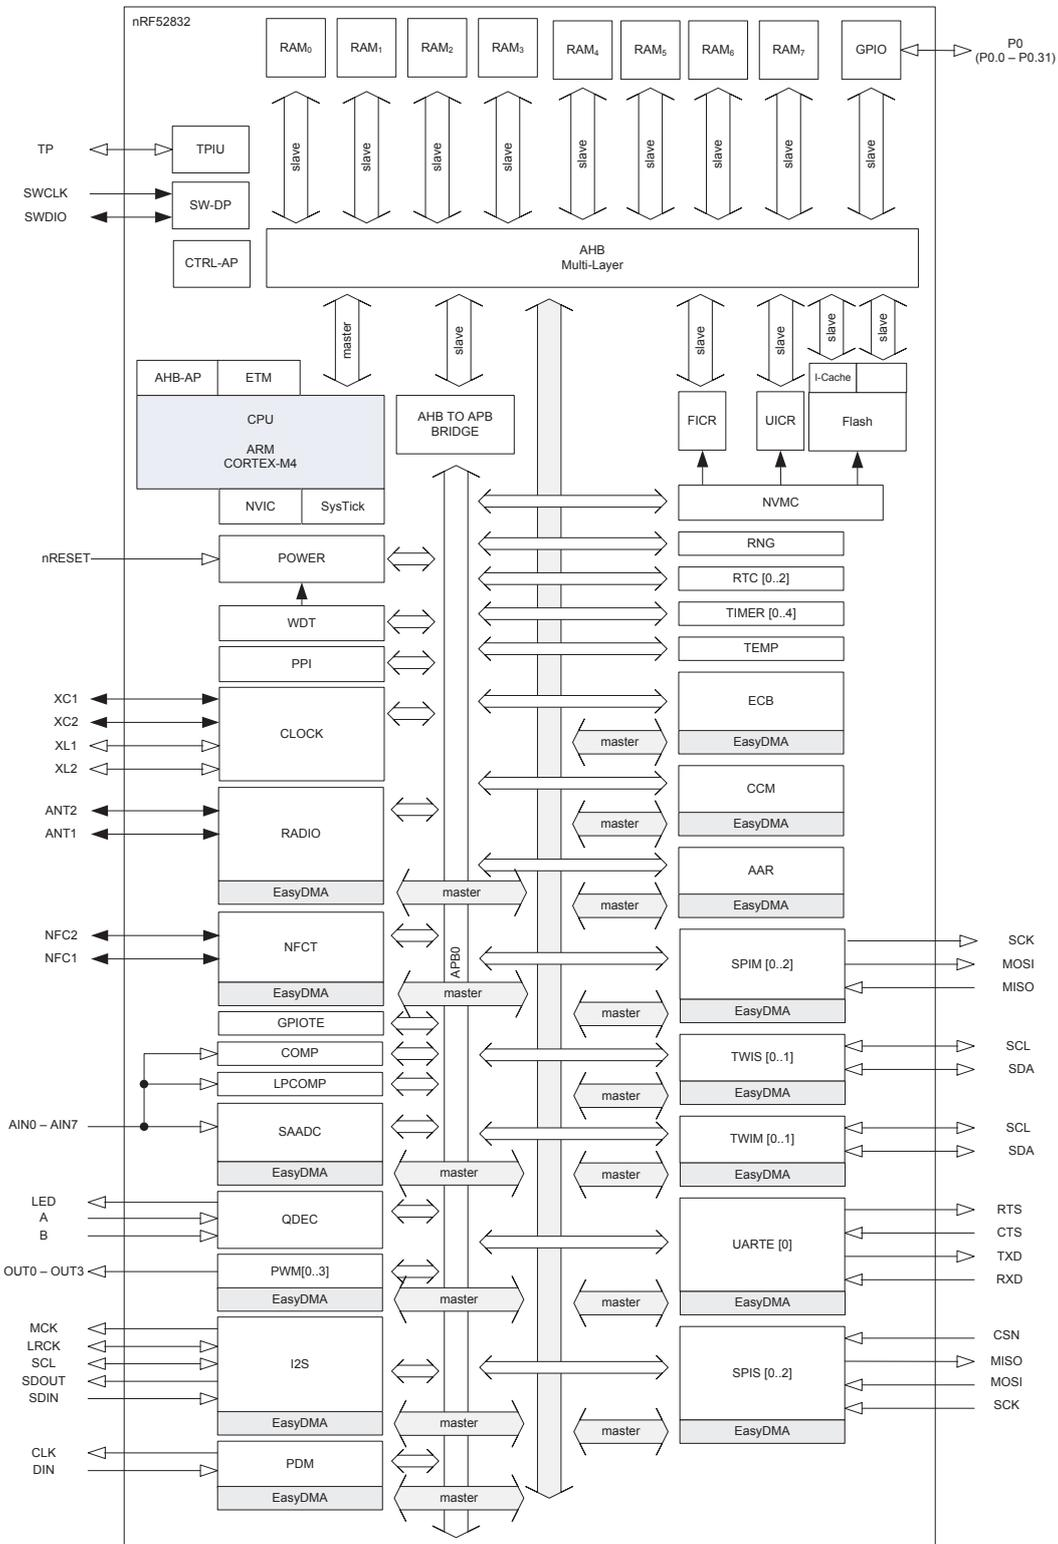 nRF52832
RAM0
RAM1
RAM2
RAM3
RAM4
RAM5
RAM6
RAM7
GPIO
P0
(P0.0 – P0.31)
slave
slave
slave
slave
slave
slave
slave
slave
slave
TP
TPIU
SWCLK
SWDIO
SW-DP
CTRL-AP
AHB
Multi-Layer
master
slave
slave
slave
slave
slave
AHB-AP
ETM
CPU
ARM
CORTEX-M4
NVIC
SysTick
AHB TO APB
BRIDGE
FICR
UICR
I-Cache
Flash
NVMC
nRESET
POWER
RNG
RTC [0..2]
WDT
TIMER [0..4]
PPI
TEMP
XC1
XC2
XL1
XL2
CLOCK
ECB
master
EasyDMA
ANT2
ANT1
RADIO
EasyDMA
master
CCM
master
EasyDMA
AAR
master
EasyDMA
NFC2
NFC1
NFCT
EasyDMA
master
APB0
SPIM [0..2]
master
EasyDMA
SCK
MOSI
MISO
GPIOTE
COMP
LPCOMP
TWIS [0..1]
master
EasyDMA
SCL
SDA
AIN0 – AIN7
SAADC
EasyDMA
master
TWIM [0..1]
master
EasyDMA
SCL
SDA
LED
A
B
QDEC
UARTE [0]
master
EasyDMA
RTS
CTS
TXD
RXD
OUT0 – OUT3
PWM[0..3]
EasyDMA
master
MCK
LRCK
SCL
SDOUT
SDIN
I2S
EasyDMA
master
SPIS [0..2]
master
EasyDMA
CSN
MISO
MOSI
SCK
CLK
DIN
PDM
EasyDMA
master